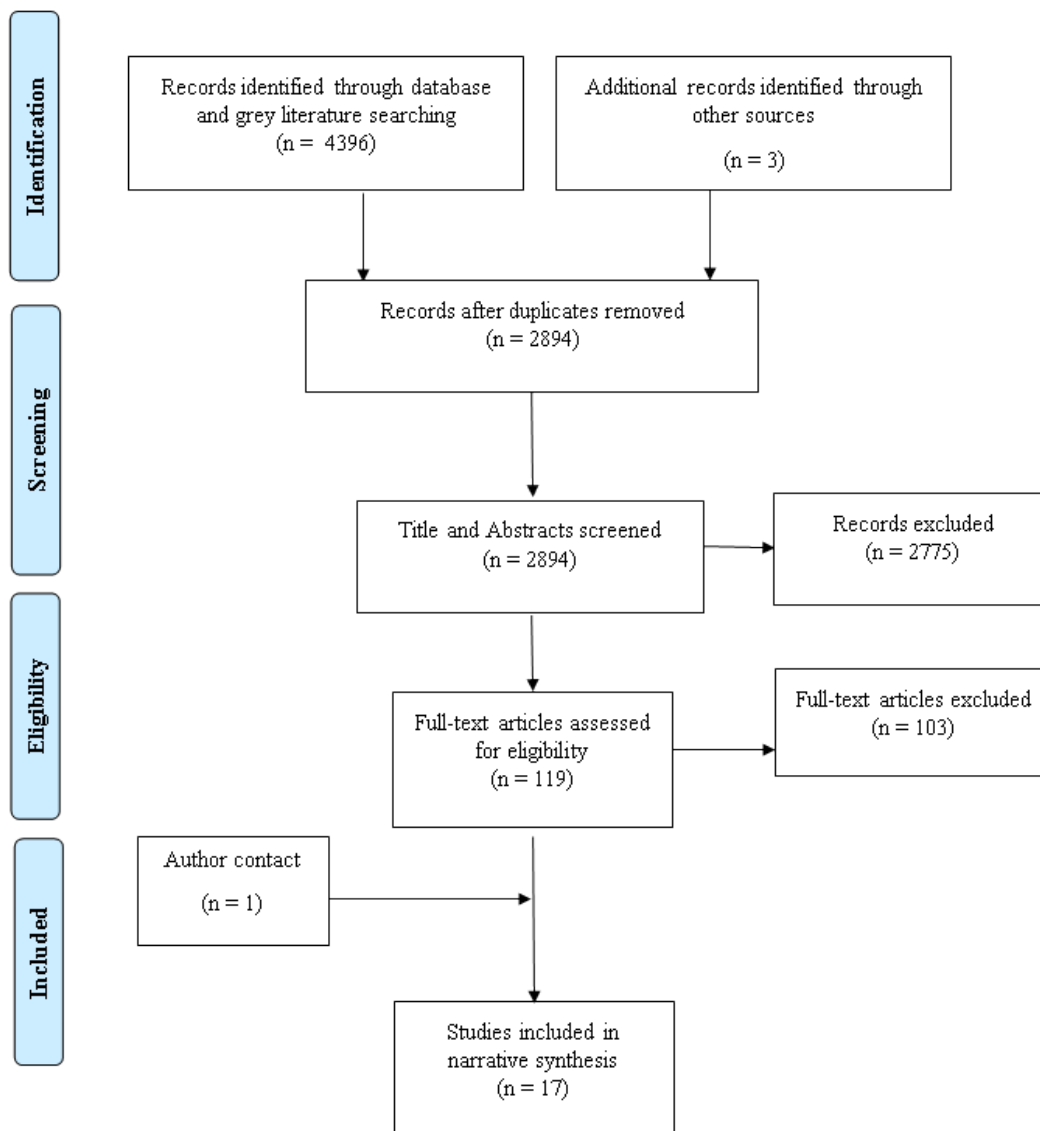 Identification
Records identified through database
and grey literature searching
(n = 4396)
Additional records identified through
other sources
(n = 3)
Screening
Records after duplicates removed
(n = 2894)
Title and Abstracts screened
(n = 2894)
Records excluded
(n = 2775)
Eligibility
Full-text articles assessed
for eligibility
(n = 119)
Full-text articles excluded
(n = 103)
Included
Author contact
(n = 1)
Studies included in
narrative synthesis
(n = 17)